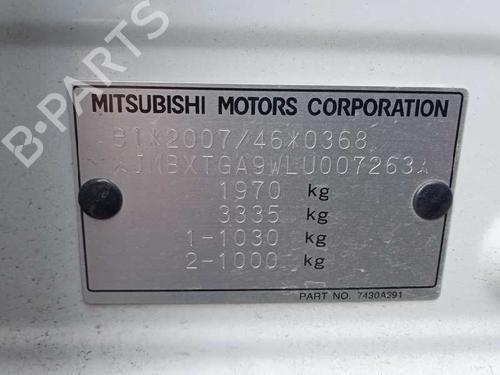 B-PARTS
MITSUBISHI MOTORS CORPORATION
e1*2007/46*0368
*JMBXTGA9WLU007263*
1970 kg
3335 kg
1-1030 kg
2-1000 kg
PART NO. 7430A391